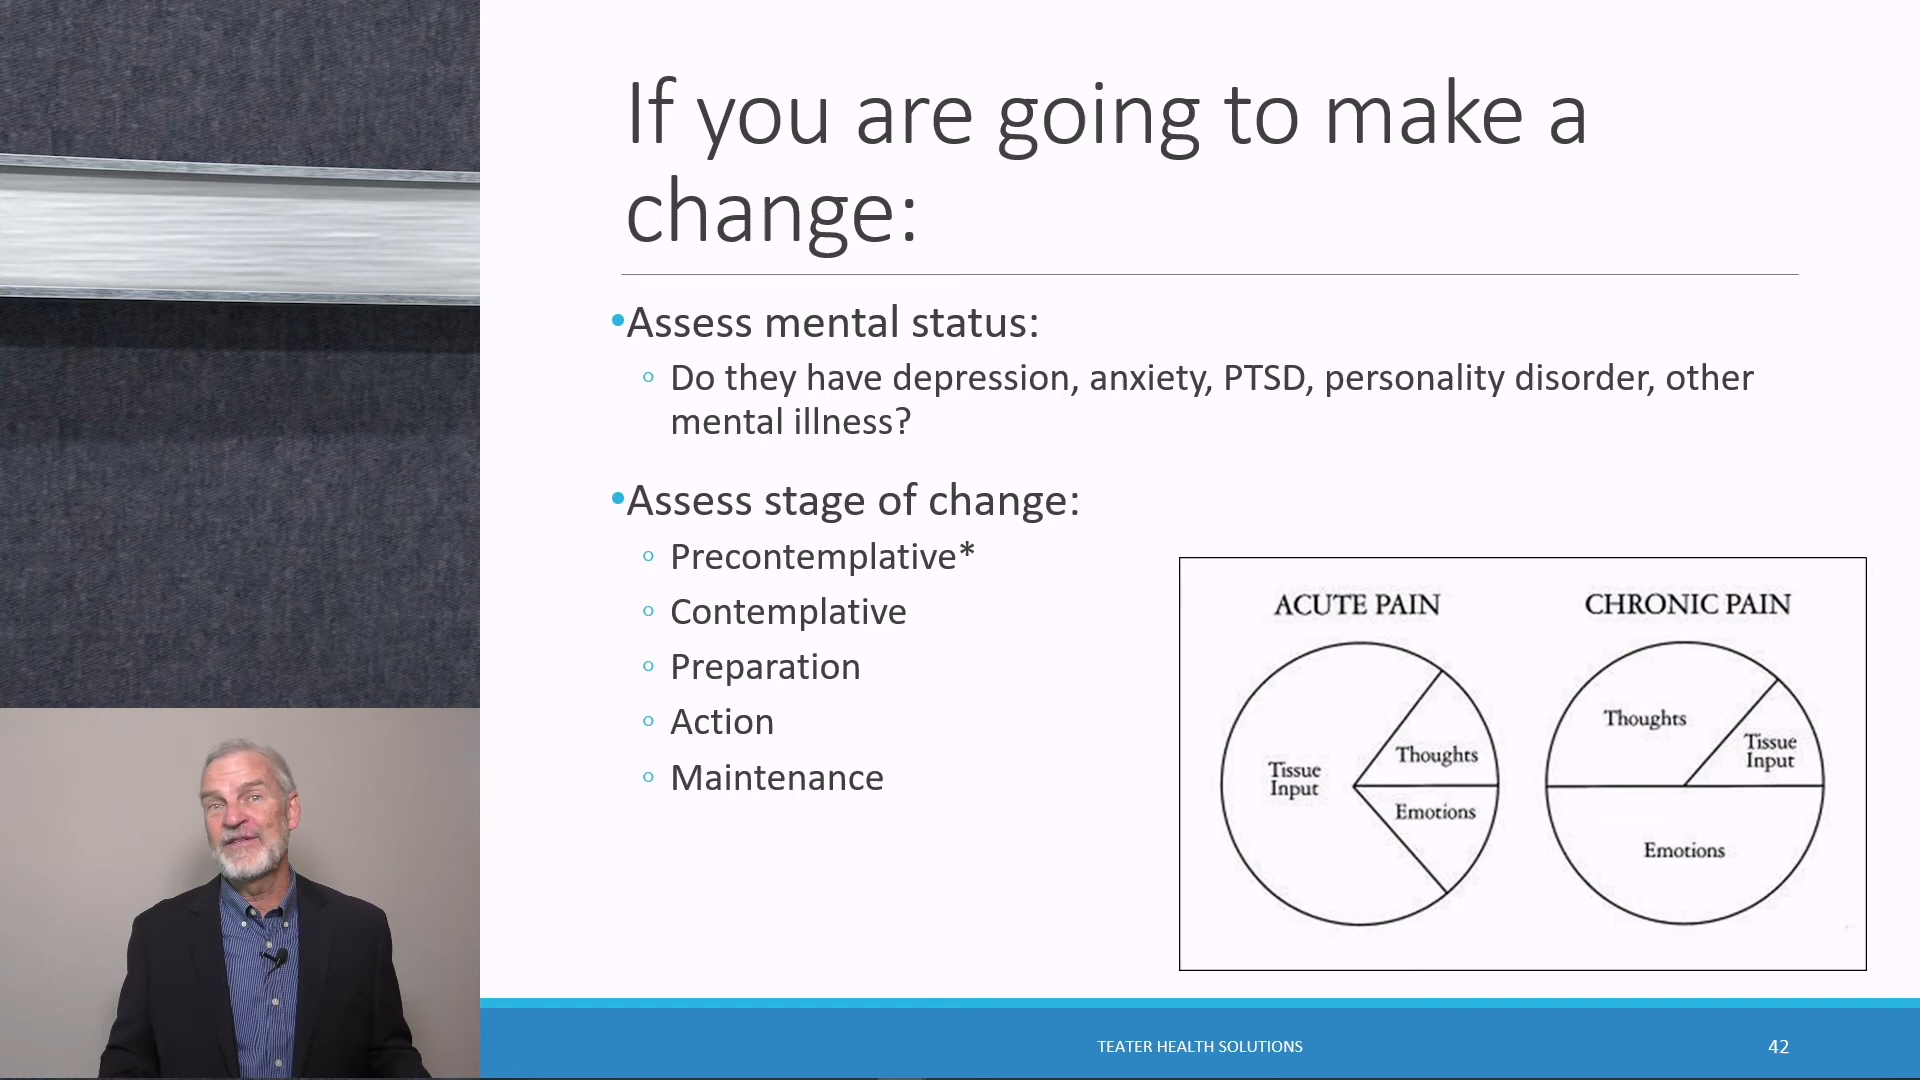 If you are going to make a
change:
•Assess mental status:
◦ Do they have depression, anxiety, PTSD, personality disorder, other
mental illness?
•Assess stage of change:
◦ Precontemplative*
◦ Contemplative
◦ Preparation
◦ Action
◦ Maintenance
ACUTE PAIN
Tissue
Input
Thoughts
Emotions
CHRONIC PAIN
Thoughts
Tissue
Input
Emotions
TEATER HEALTH SOLUTIONS
42